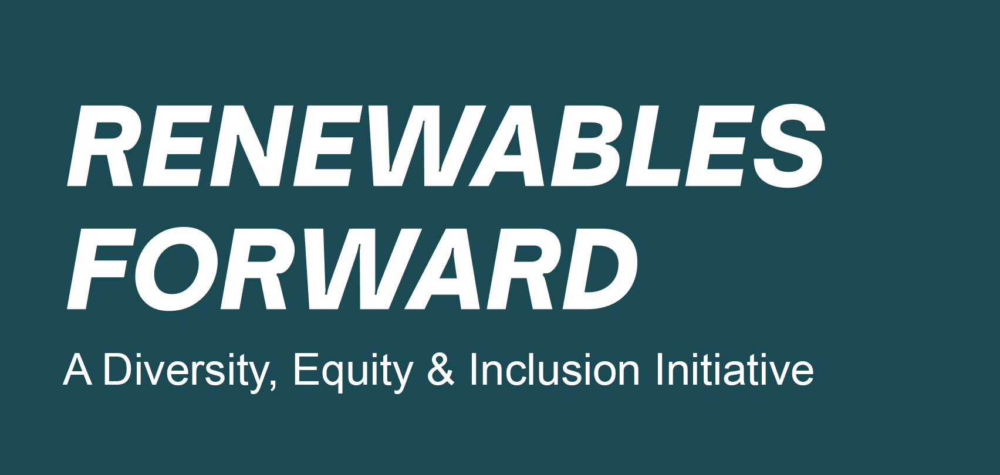 RENEWABLES
FORWARD
A Diversity, Equity & Inclusion Initiative